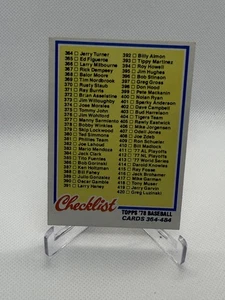 364 Jerry Turner
365 Ed Figueroa
366 Larry Milbourne
367 Rick Dempsey
368 Balor Moore
369 Tim Nordbrook
370 Rusty Staub
371 Ray Burris
372 Brian Asselstine
373 Jim Willoughby
374 Jose Morales
375 Tommy John
376 Jim Wohlford
377 Manny Sarmiento
378 Bobby Winkles
379 Skip Lockwood
380 Ted Simmons
381 Phillies Team
382 Joe Lahoud
383 Mario Mendoza
384 Jack Clark
385 Tito Fuentes
386 Bob Gorinski
387 Ken Holtzman
388 Bill Fahey
389 Julio Gonzalez
390 Oscar Gamble
391 Larry Haney
392 Billy Almon
393 Tippy Martinez
394 Roy Howell
395 Jim Hughes
396 Bob Stinson
397 Greg Gross
398 Don Hood
399 Pete Mackanin
400 Nolan Ryan
401 Sparky Anderson
402 Dave Campbell
403 Bud Harrelson
404 Tigers Team
405 Rawly Eastwick
406 Mike Jorgensen
407 Odell Jones
408 Joe Zdeb
409 Ron Schueler
410 Bill Madlock
411 '77 AL Playoffs
412 '77 NL Playoffs
413 '77 World Series
414 Darold Knowles
415 Ray Fosse
416 Jack Brohamer
417 Mike Garman
418 Tony Muser
419 Jerry Garvin
420 Greg Luzinski
Checklist
TOPPS '78 BASEBALL
CARDS 364-484